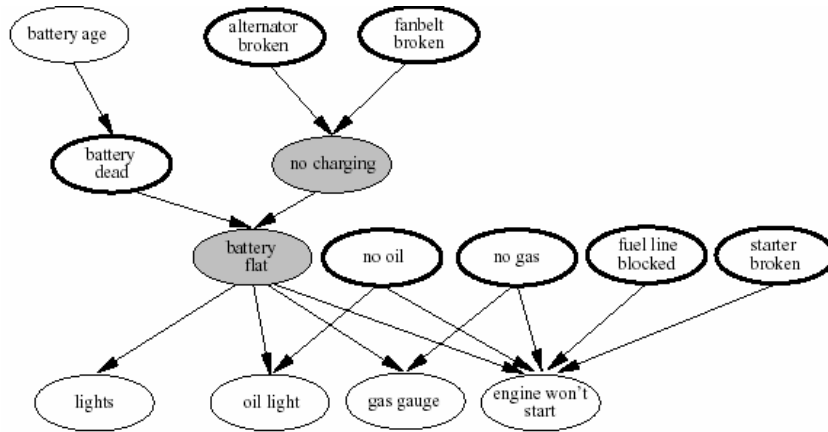 battery age
alternator
broken
fanbelt
broken
battery
dead
no charging
battery
flat
no oil
no gas
fuel line
blocked
starter
broken
lights
oil light
gas gauge
engine won't
start